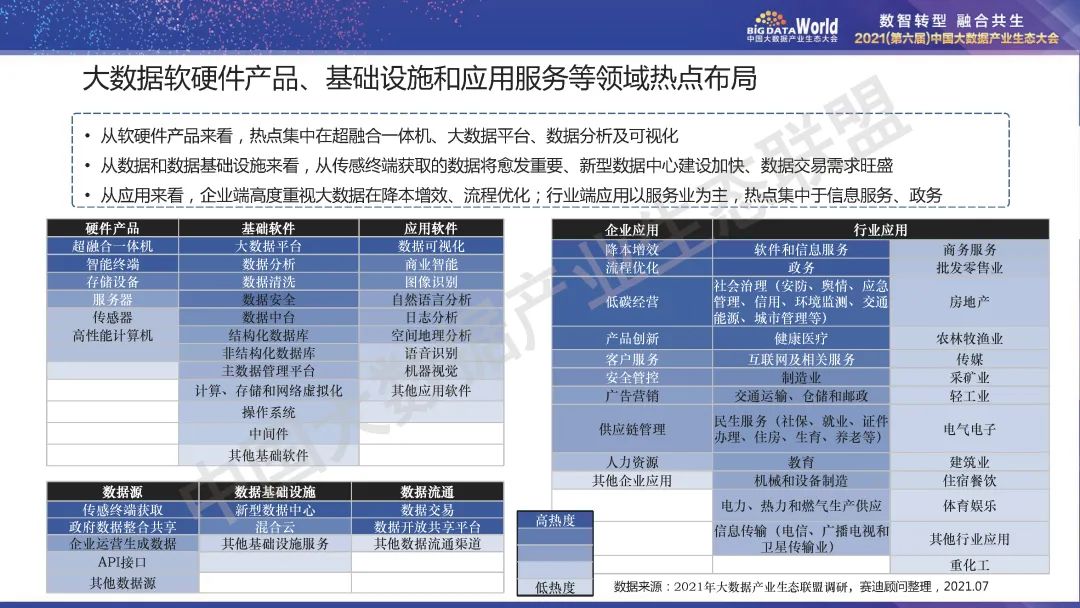 BIG DATA World
中国大数据产业生态大会
数智转型 融合共生
2021(第六届)中国大数据产业生态大会
大数据软硬件产品、基础设施和应用服务等领域热点布局
• 从软硬件产品来看，热点集中在超融合一体机、大数据平台、数据分析及可视化
• 从数据和数据基础设施来看，从传感终端获取的数据将愈发重要、新型数据中心建设加快、数据交易需求旺盛
• 从应用来看，企业端高度重视大数据在降本增效、流程优化；行业端应用以服务业为主，热点集中于信息服务、政务
硬件产品 基础软件 应用软件
超融合一体机 大数据平台 数据可视化
智能终端 数据分析 商业智能
存储设备 数据清洗 图像识别
服务器 数据安全 自然语言分析
传感器 数据中台 日志分析
高性能计算机 结构化数据库 空间地理分析
非结构化数据库 语音识别
主数据管理平台 机器视觉
计算、存储和网络虚拟化 其他应用软件
操作系统
中间件
其他基础软件
数据源 数据基础设施 数据流通
传感终端获取 新型数据中心 数据交易
政府数据整合共享 混合云 数据开放共享平台
企业运营生成数据 其他基础设施服务 其他数据流通渠道
API接口
其他数据源
企业应用 行业应用
降本增效 软件和信息服务 商务服务
流程优化 政务 批发零售业
低碳经营 社会治理（安防、舆情、应急
管理、信用、环境监测、交通
能源、城市管理等） 房地产
产品创新 健康医疗 农林牧渔业
客户服务 互联网及相关服务 传媒
安全管控 制造业 采矿业
广告营销 交通运输、仓储和邮政 轻工业
供应链管理 民生服务（社保、就业、证件
办理、住房、生育、养老等） 电气电子
人力资源 教育 建筑业
其他企业应用 机械和设备制造 住宿餐饮
电力、热力和燃气生产供应 体育娱乐
信息传输（电信、广播电视和
卫星传输业） 其他行业应用
重化工
高热度
低热度
数据来源：2021年大数据产业生态联盟调研，赛迪顾问整理，2021.07
中国大数据产业生态联盟